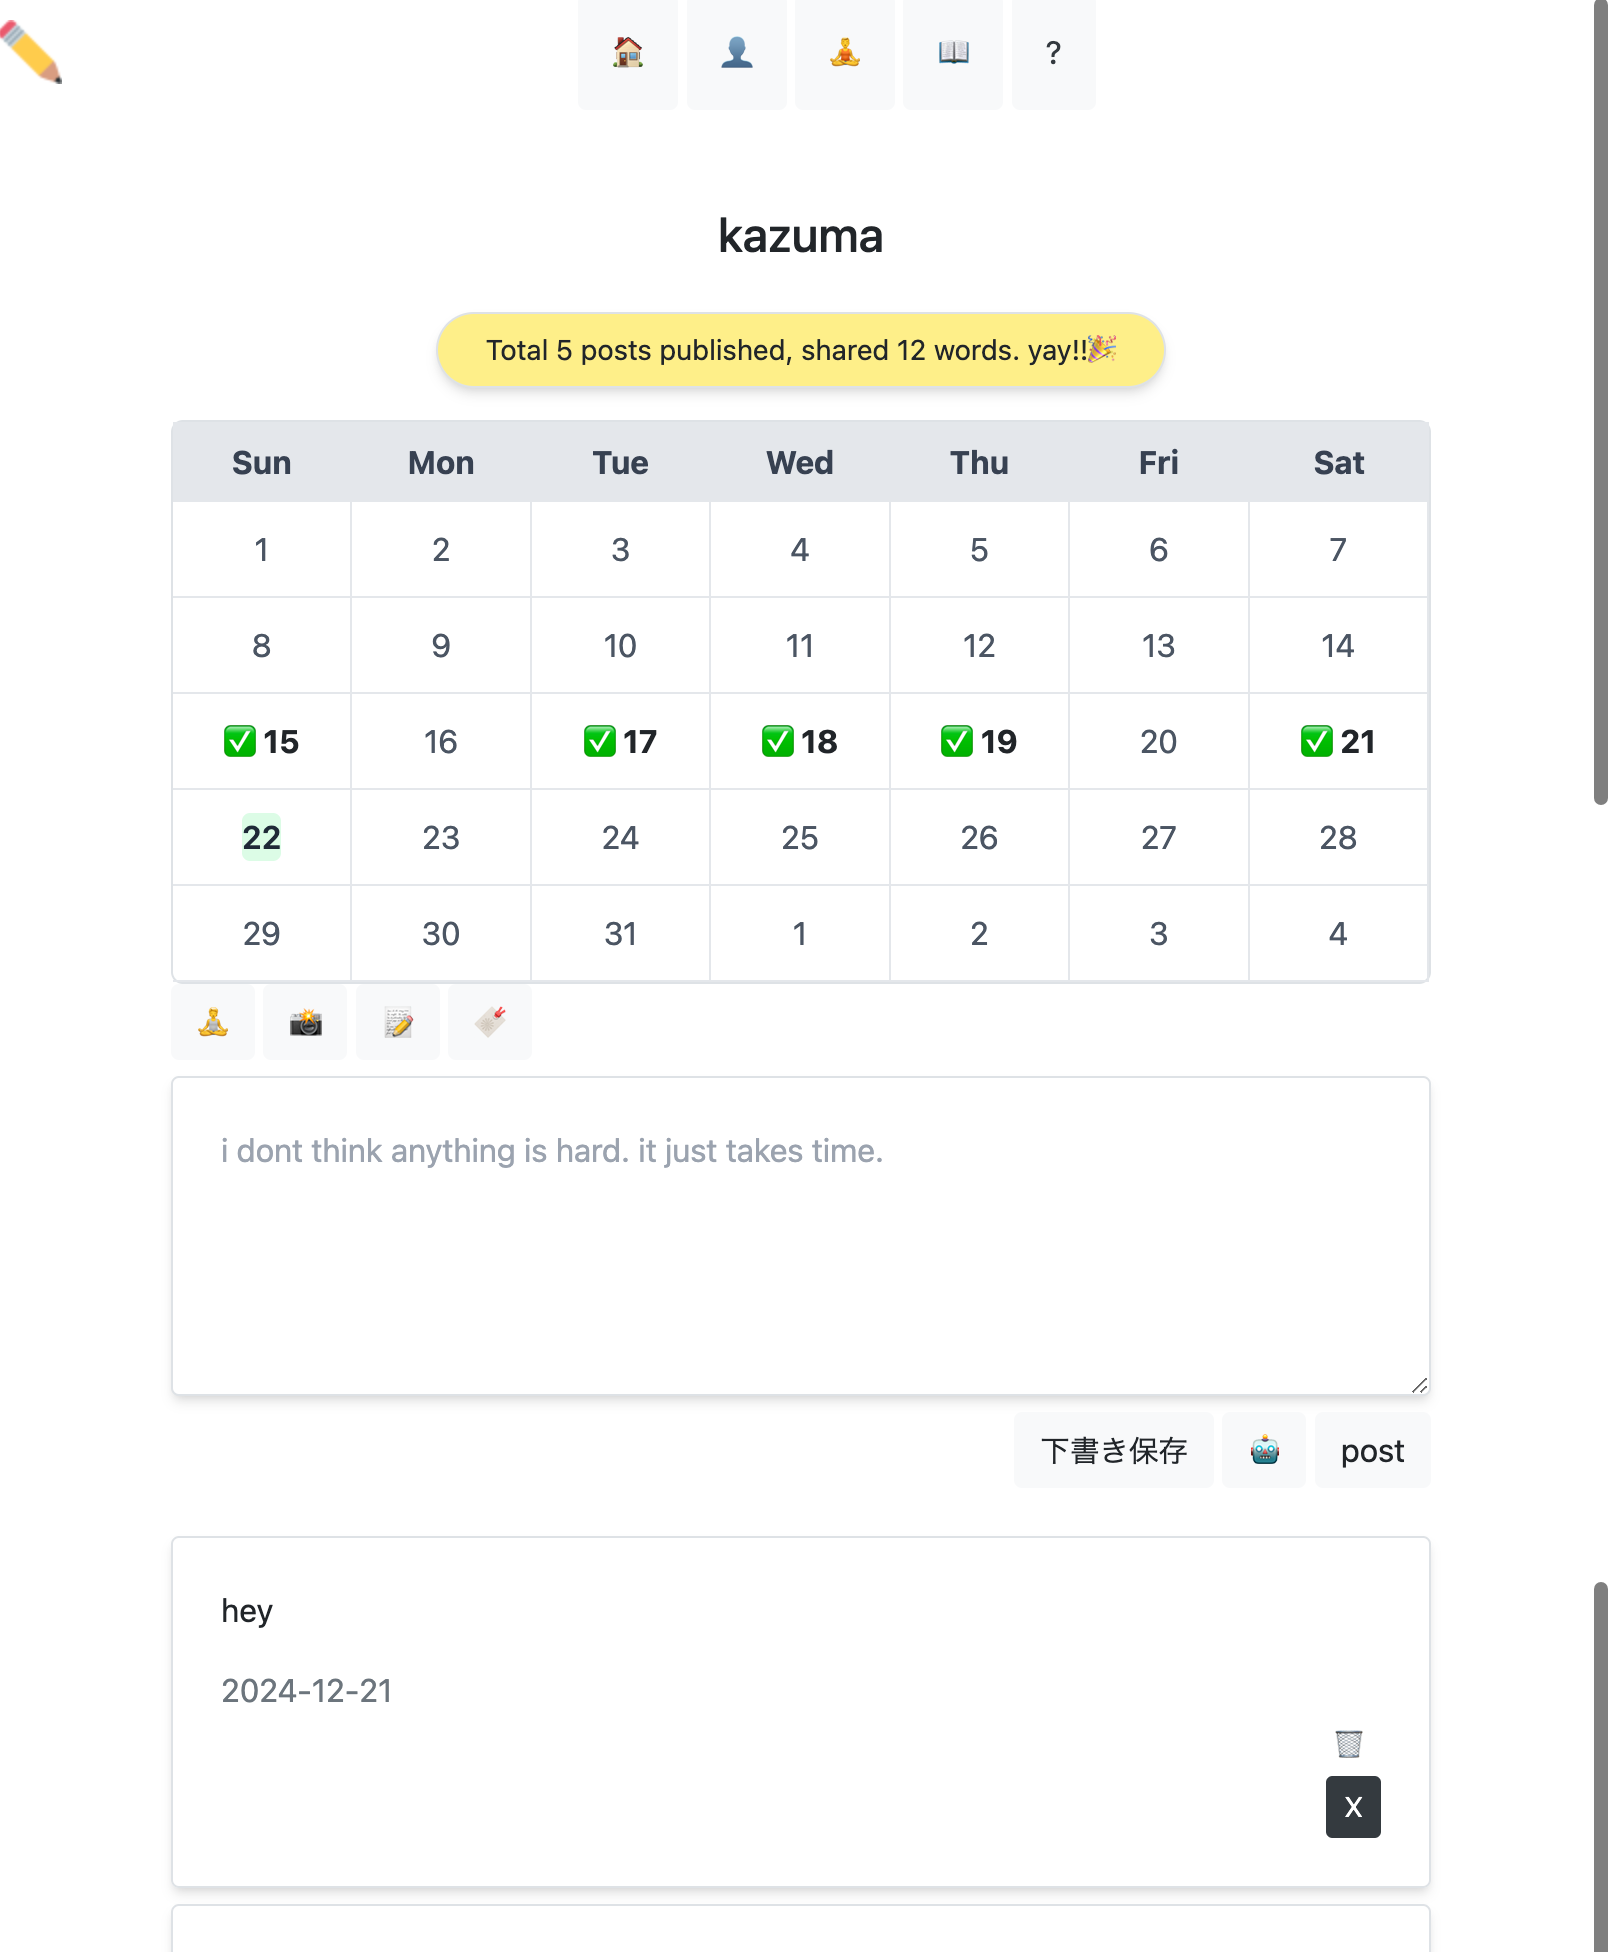 ?
kazuma
Total 5 posts published, shared 12 words. yay!!🎉
Sun Mon Tue Wed Thu Fri Sat
1 2 3 4 5 6 7
8 9 10 11 12 13 14
✅ 15 16 ✅ 17 ✅ 18 ✅ 19 20 ✅ 21
22 23 24 25 26 27 28
29 30 31 1 2 3 4
i dont think anything is hard. it just takes time.
下書き保存 🤖 post
hey
2024-12-21
X